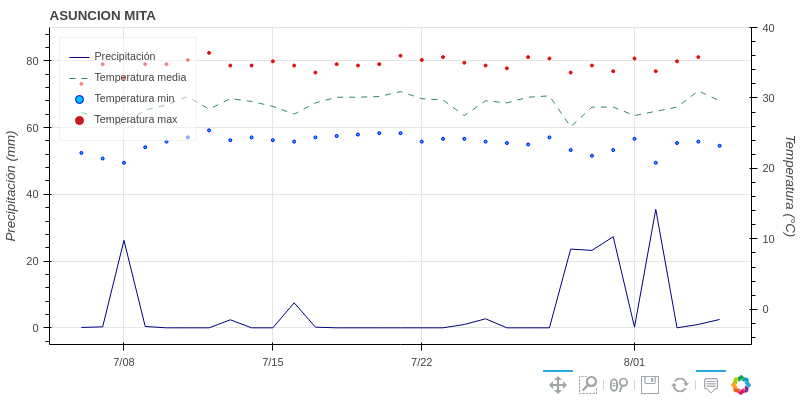 ASUNCION MITA
Precipitación
Temperatura media
Temperatura min
Temperatura max
Precipitación (mm)
80
60
40
20
0
Temperatura (°C)
40
30
20
10
0
7/08
7/15
7/22
8/01